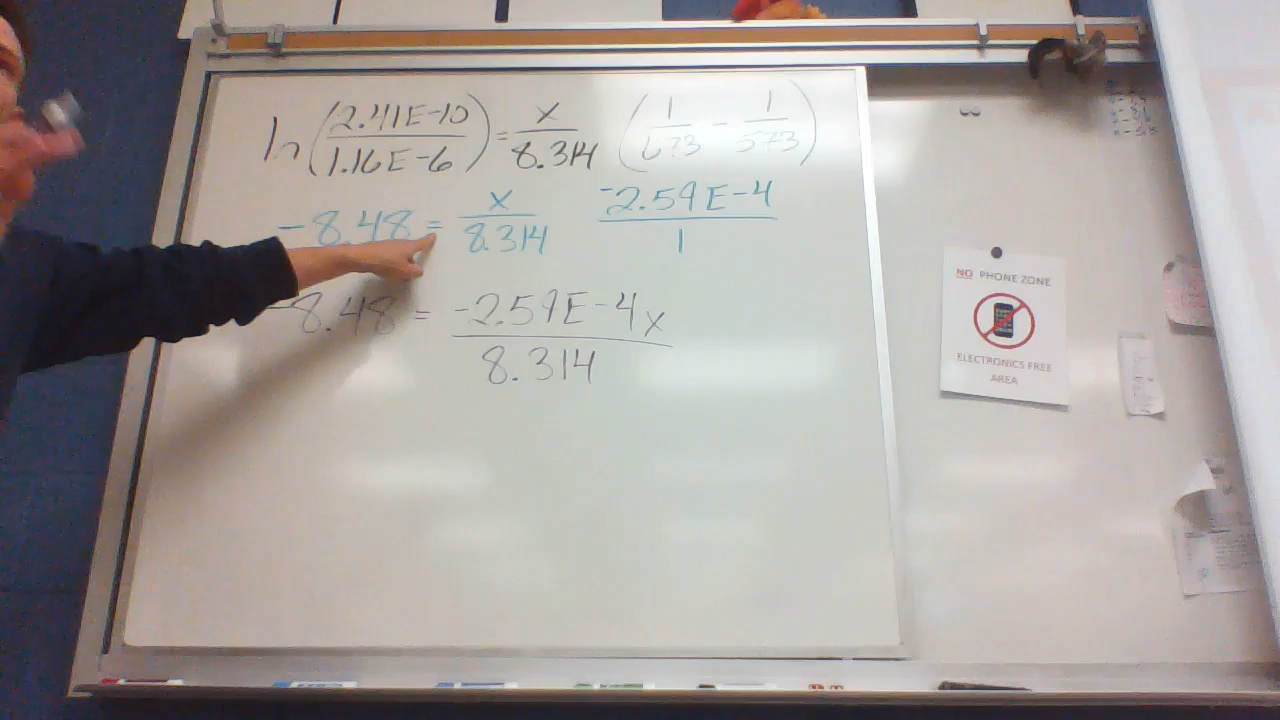 ln(2.41E-10/1.16E-6) = x/8.314 (1/673 - 1/573)
-8.48 = x/8.314 -2.59E-4/1
-8.48 = -2.59E-4x/8.314
NO PHONE ZONE
ELECTRONICS FREE
AREA